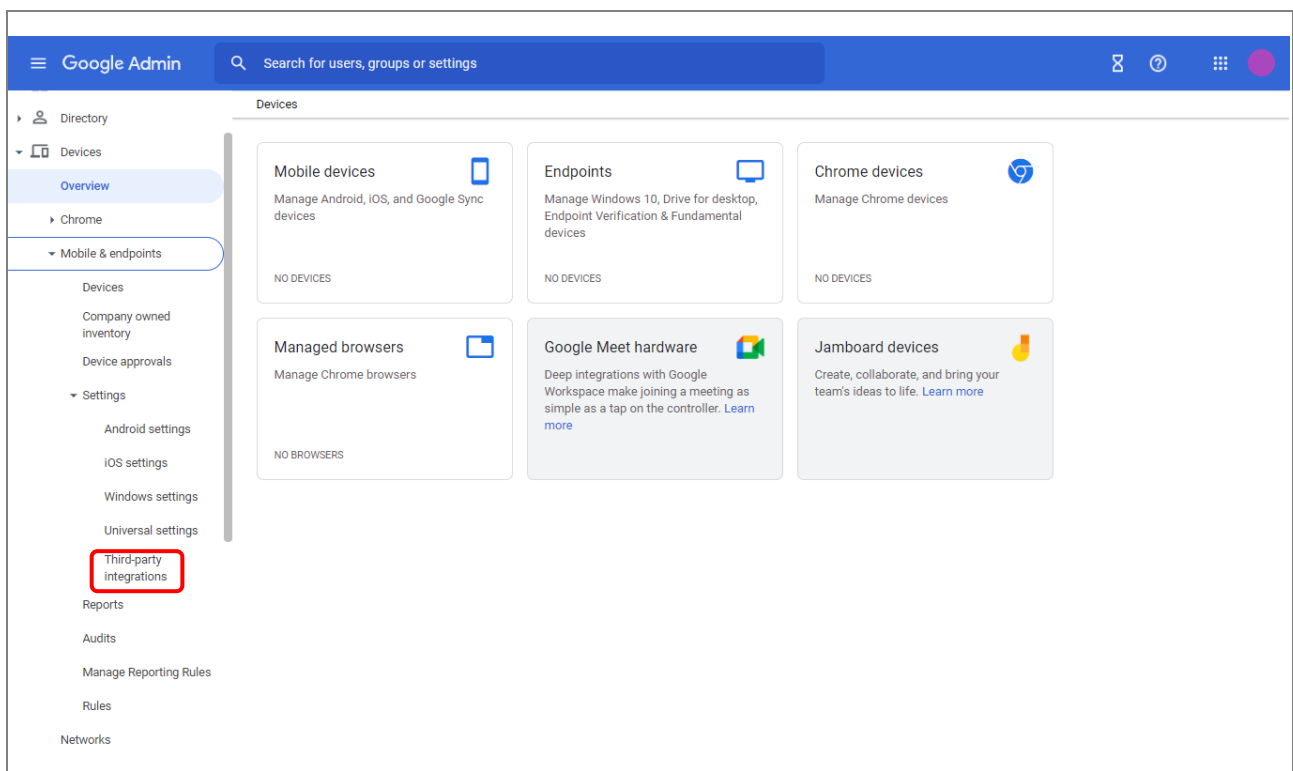 Google Admin
Search for users, groups or settings
Directory
Devices
Overview
Chrome
Mobile & endpoints
Devices
Company owned
inventory
Device approvals
Settings
Android settings
iOS settings
Windows settings
Universal settings
Third-party
integrations
Reports
Audits
Manage Reporting Rules
Rules
Networks
Devices
Mobile devices
Manage Android, iOS, and Google Sync
devices
NO DEVICES
Endpoints
Manage Windows 10, Drive for desktop,
Endpoint Verification & Fundamental
devices
NO DEVICES
Chrome devices
Manage Chrome devices
NO DEVICES
Managed browsers
Manage Chrome browsers
NO BROWSERS
Google Meet hardware
Deep integrations with Google
Workspace make joining a meeting as
simple as a tap on the controller. Learn
more
Jamboard devices
Create, collaborate, and bring your
team's ideas to life. Learn more